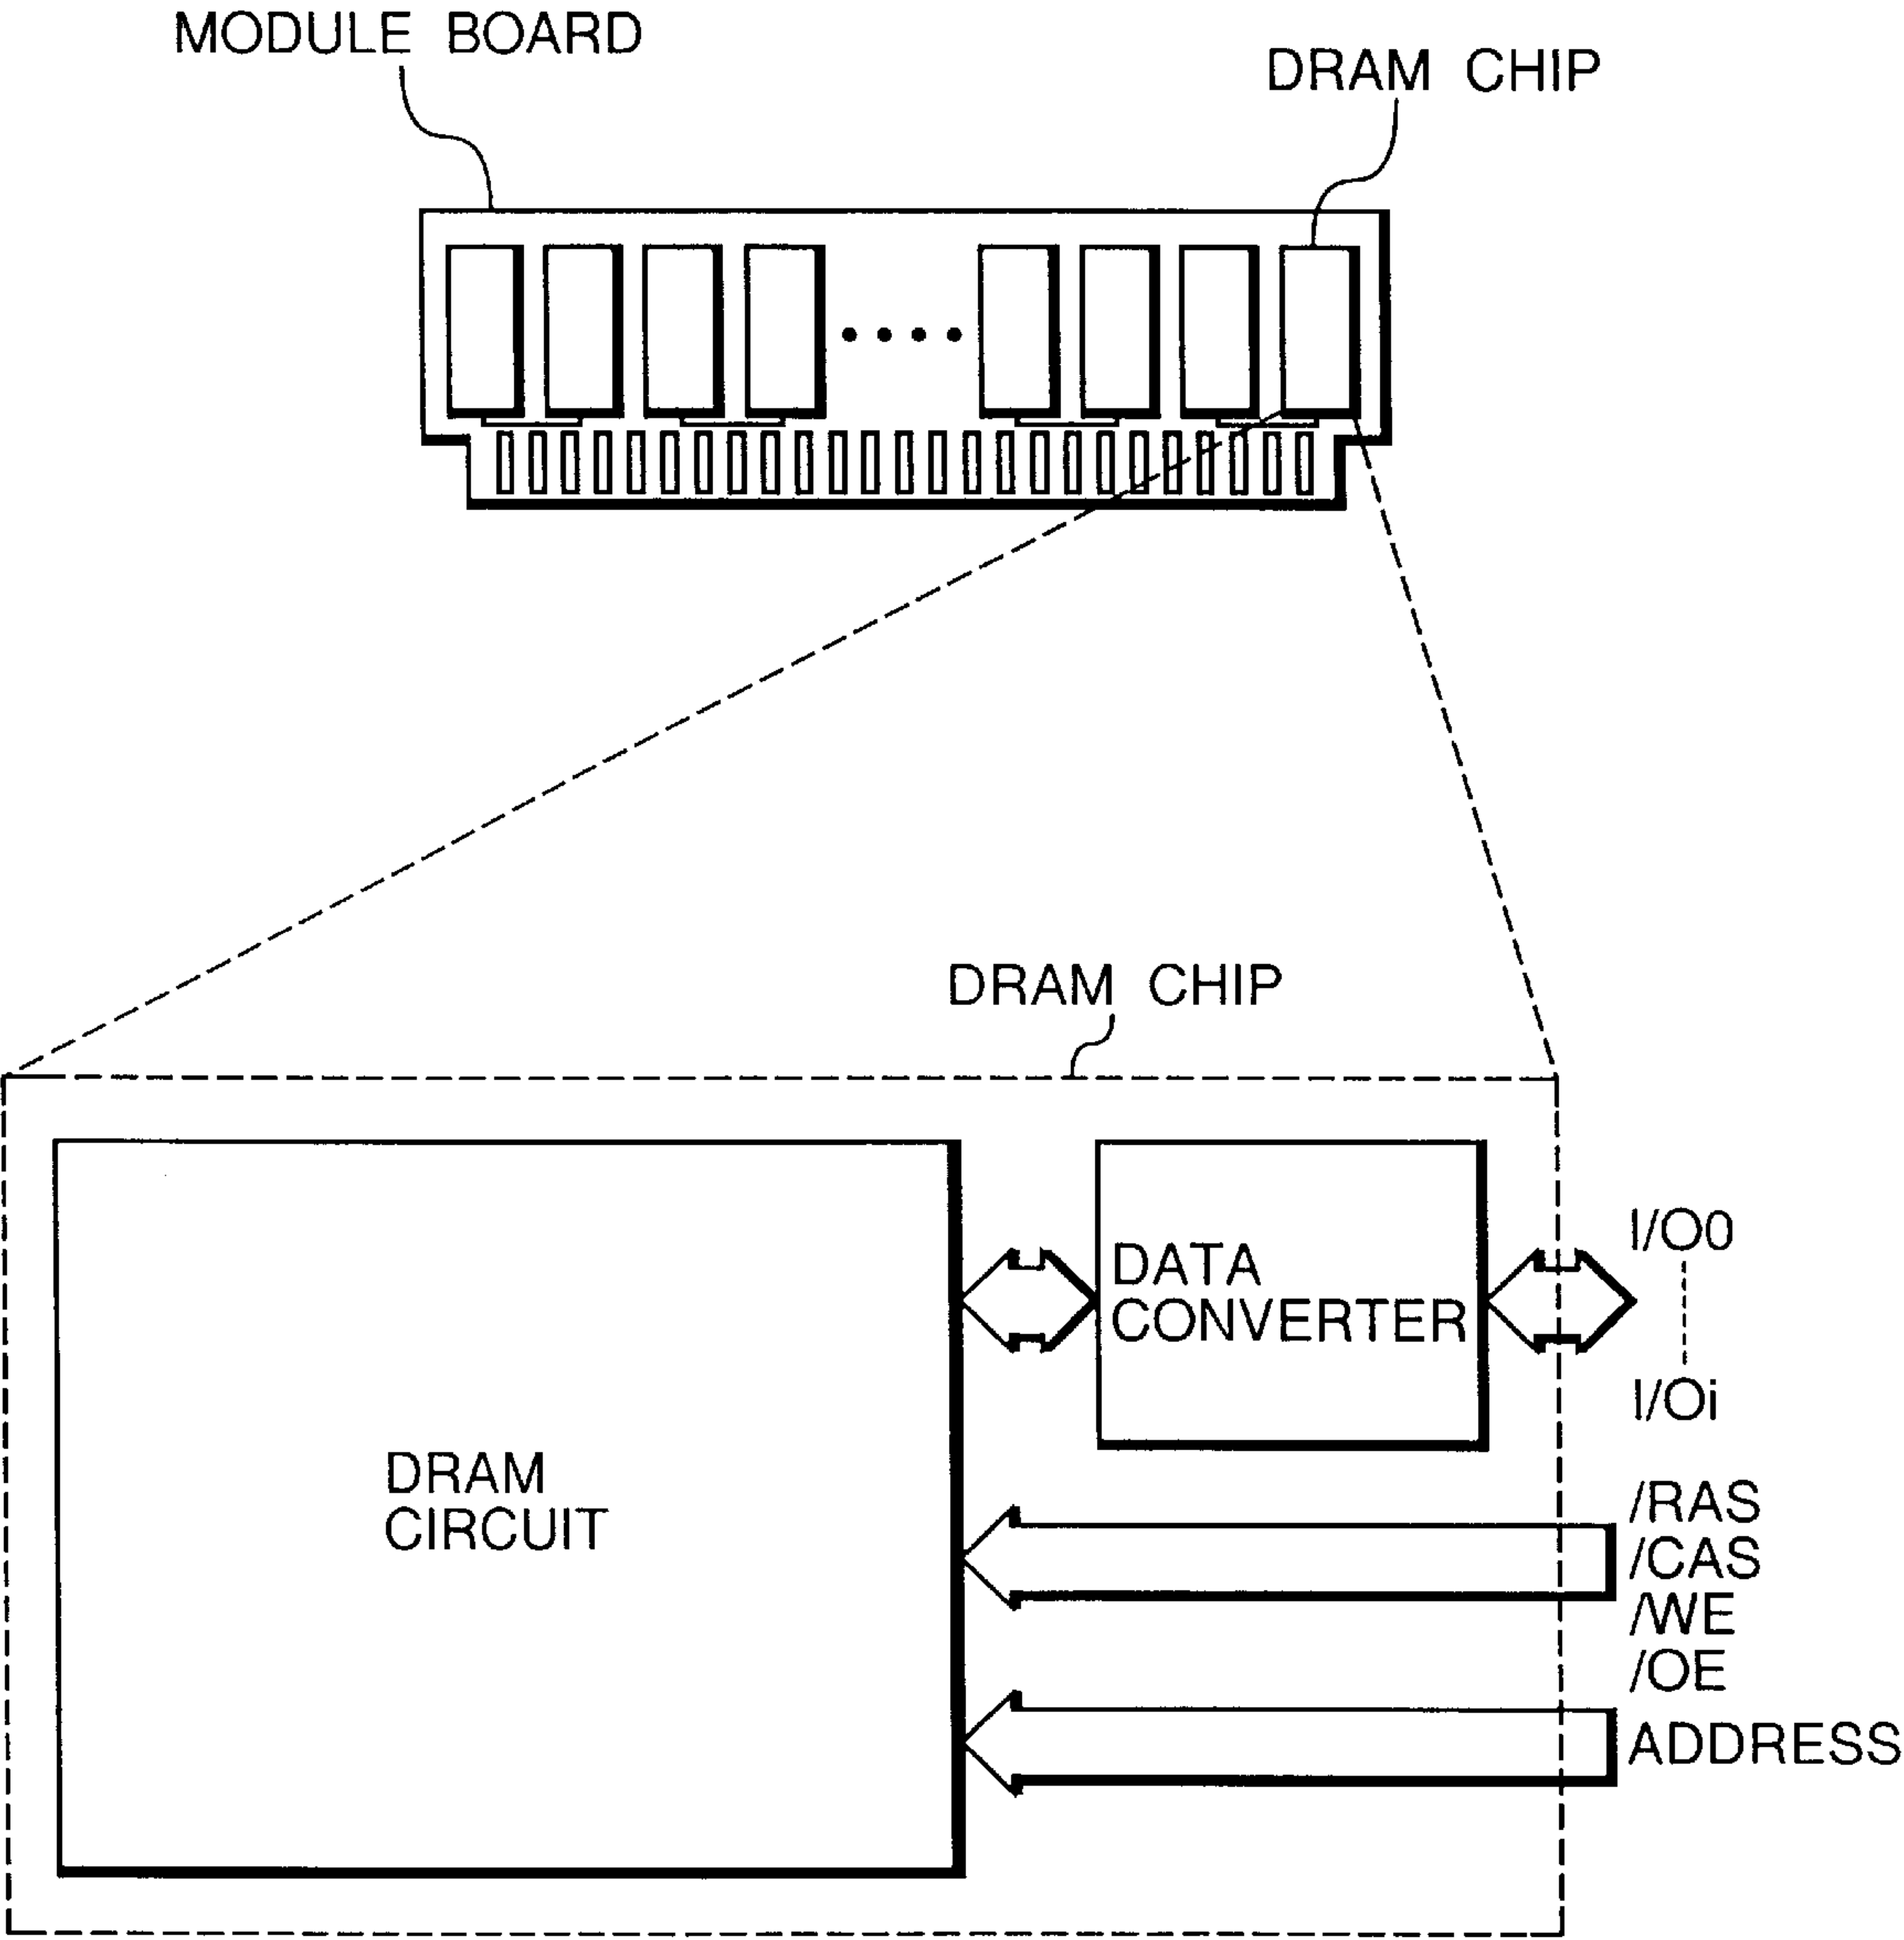 MODULE BOARD
DRAM CHIP
DRAM CHIP
DATA
CONVERTER
I/O0
I/Oi
DRAM
CIRCUIT
/RAS
/CAS
/WE
/OE
ADDRESS